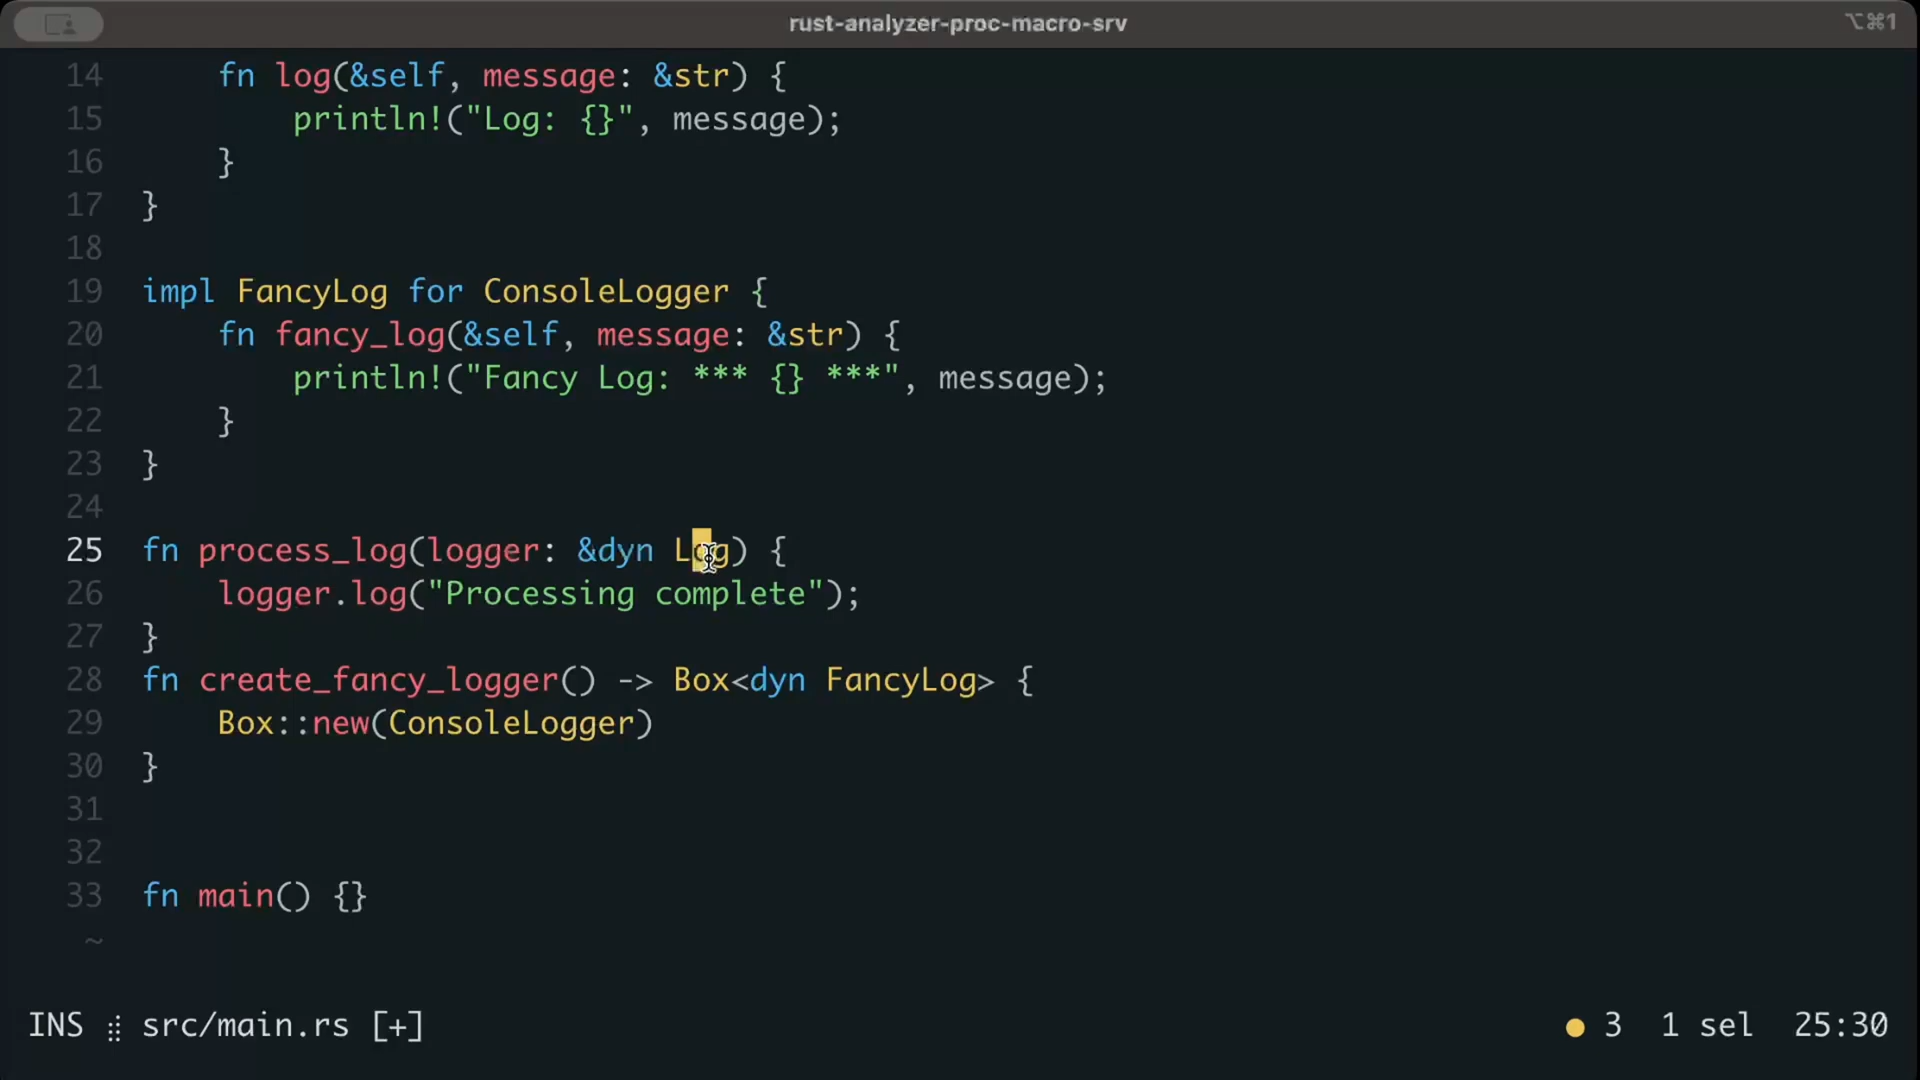 rust-analyzer-proc-macro-srv
⌥⌘1
14 fn log(&self, message: &str) {
15 println!("Log: {}", message);
16 }
17 }
18
19 impl FancyLog for ConsoleLogger {
20 fn fancy_log(&self, message: &str) {
21 println!("Fancy Log: *** {} ***", message);
22 }
23 }
24
25 fn process_log(logger: &dyn Log) {
26 logger.log("Processing complete");
27 }
28 fn create_fancy_logger() -> Box<dyn FancyLog> {
29 Box::new(ConsoleLogger)
30 }
31
32
33 fn main() {}
~
INS ⣾ src/main.rs [+] ● 3 1 sel 25:30